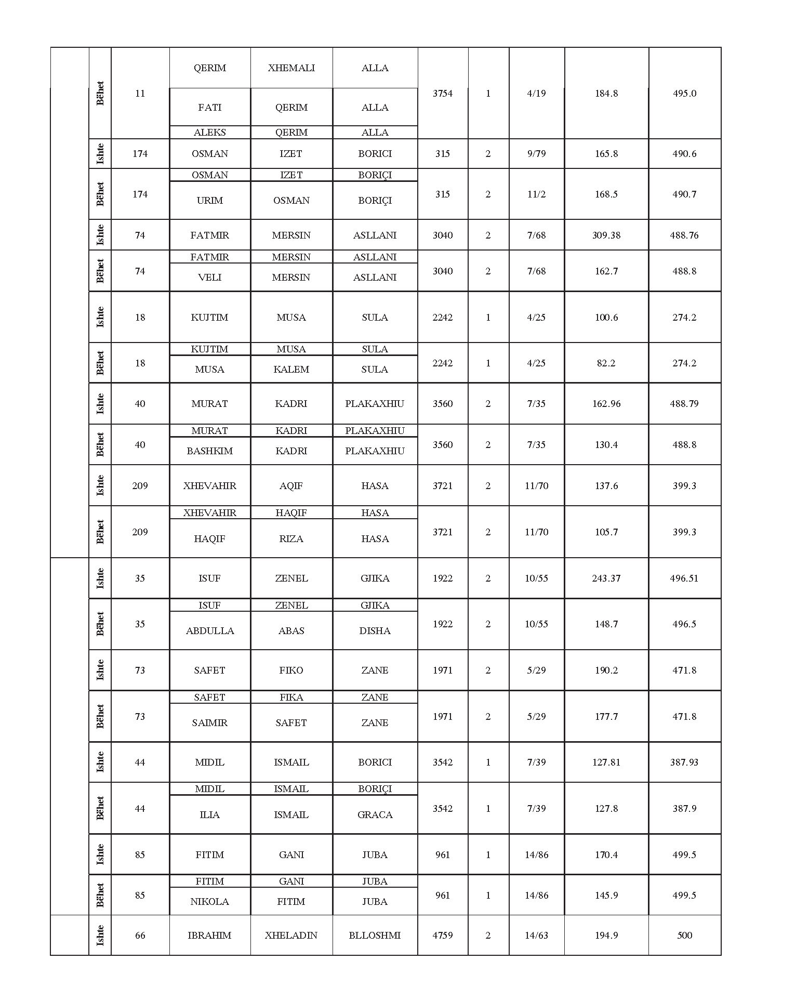 Bëhet 11 QERIM XHEMALI ALLA 3754 1 4/19 184.8 495.0
FATI QERIM ALLA
ALEKS QERIM ALLA
Ishte 174 OSMAN IZET BORICI 315 2 9/79 165.8 490.6
Bëhet 174 OSMAN IZET BORIÇI 315 2 11/2 168.5 490.7
URIM OSMAN BORIÇI
Ishte 74 FATMIR MERSIN ASLLANI 3040 2 7/68 309.38 488.76
Bëhet 74 FATMIR MERSIN ASLLANI 3040 2 7/68 162.7 488.8
VELI MERSIN ASLLANI
Ishte 18 KUJTIM MUSA SULA 2242 1 4/25 100.6 274.2
Bëhet 18 KUJTIM MUSA SULA 2242 1 4/25 82.2 274.2
MUSA KALEM SULA
Ishte 40 MURAT KADRI PLAKAXHIU 3560 2 7/35 162.96 488.79
Bëhet 40 MURAT KADRI PLAKAXHIU 3560 2 7/35 130.4 488.8
BASHKIM KADRI PLAKAXHIU
Ishte 209 XHEVAHIR AQIF HASA 3721 2 11/70 137.6 399.3
Bëhet 209 XHEVAHIR HAQIF HASA 3721 2 11/70 105.7 399.3
HAQIF RIZA HASA
Ishte 35 ISUF ZENEL GJIKA 1922 2 10/55 243.37 496.51
Bëhet 35 ISUF ZENEL GJIKA 1922 2 10/55 148.7 496.5
ABDULLA ABAS DISHA
Ishte 73 SAFET FIKO ZANE 1971 2 5/29 190.2 471.8
Bëhet 73 SAFET FIKA ZANE 1971 2 5/29 177.7 471.8
SAIMIR SAFET ZANE
Ishte 44 MIDIL ISMAIL BORICI 3542 1 7/39 127.81 387.93
Bëhet 44 MIDIL ISMAIL BORIÇI 3542 1 7/39 127.8 387.9
ILIA ISMAIL GRACA
Ishte 85 FITIM GANI JUBA 961 1 14/86 170.4 499.5
Bëhet 85 FITIM GANI JUBA 961 1 14/86 145.9 499.5
NIKOLA FITIM JUBA
Ishte 66 IBRAHIM XHELADIN BLLOSHMI 4759 2 14/63 194.9 500